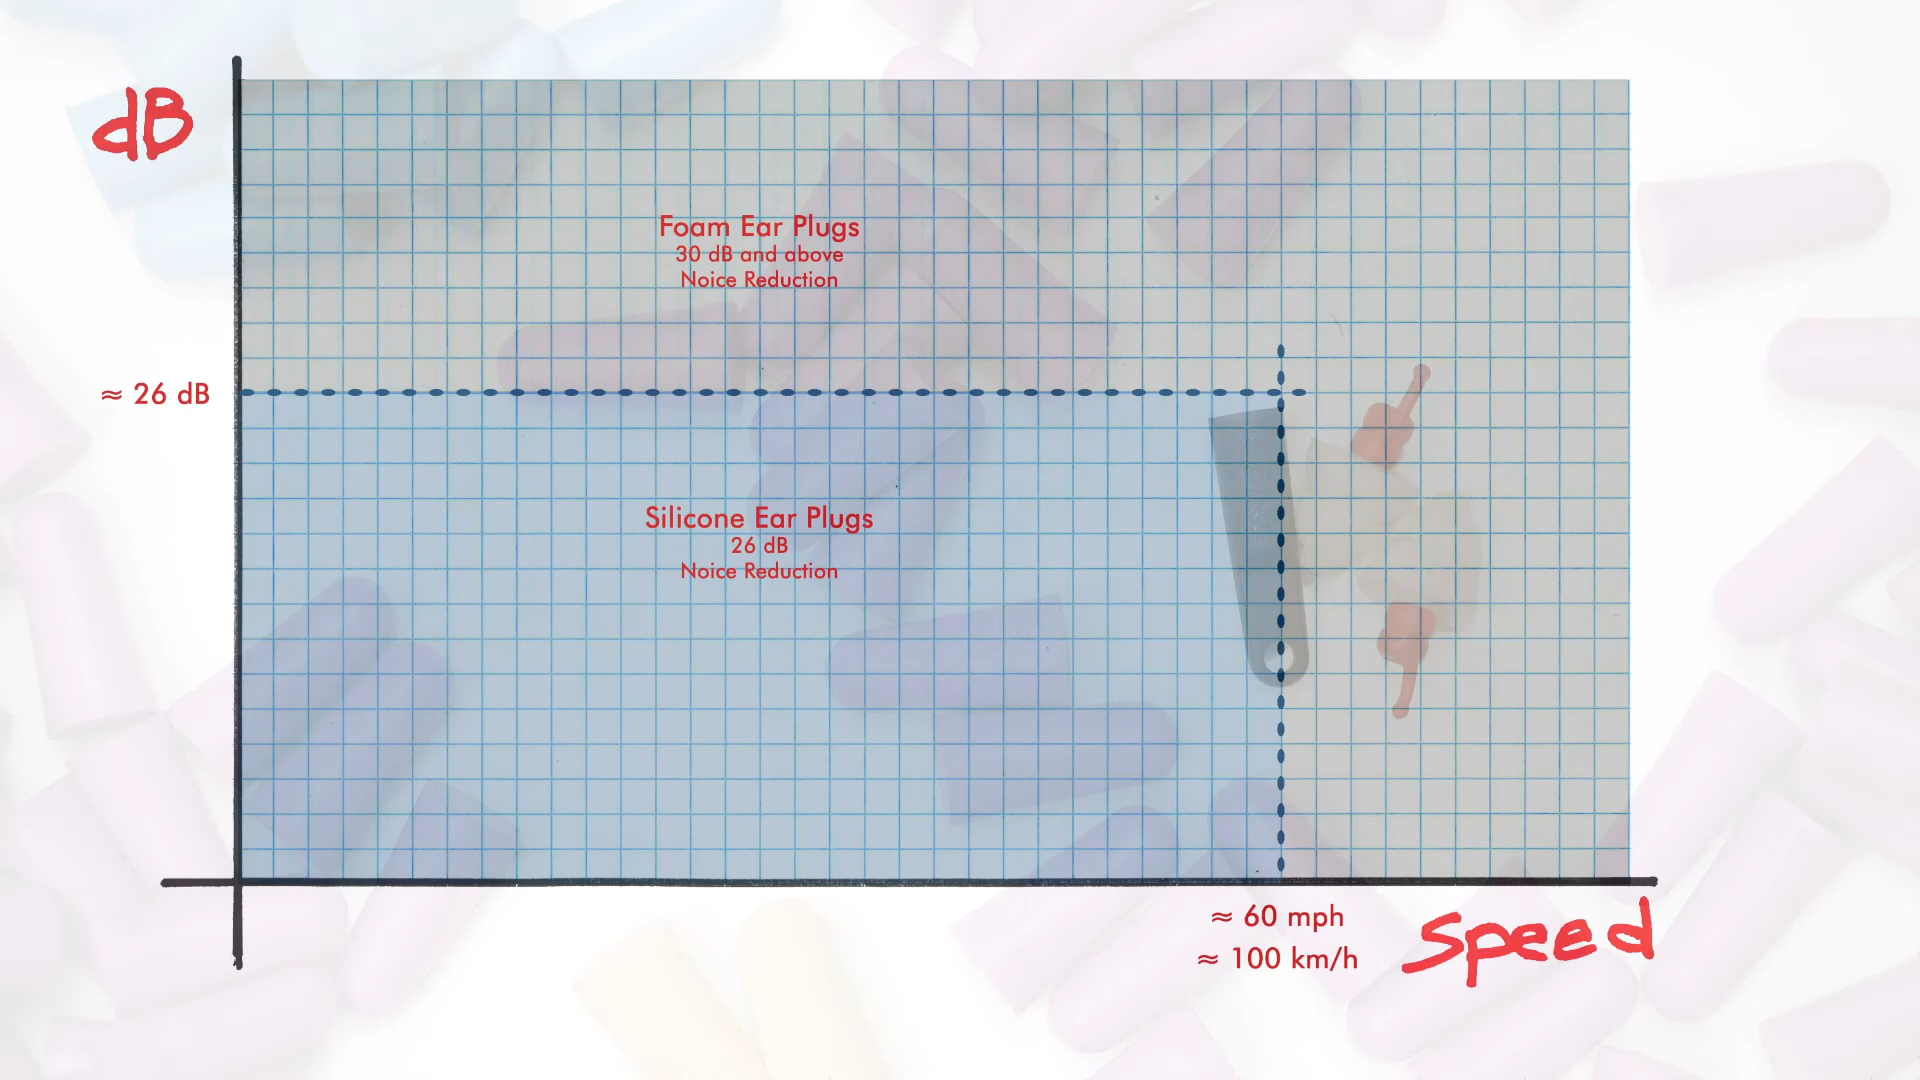 dB
Foam Ear Plugs
30 dB and above
Noice Reduction
≈ 26 dB
Silicone Ear Plugs
26 dB
Noice Reduction
≈ 60 mph
≈ 100 km/h
Speed